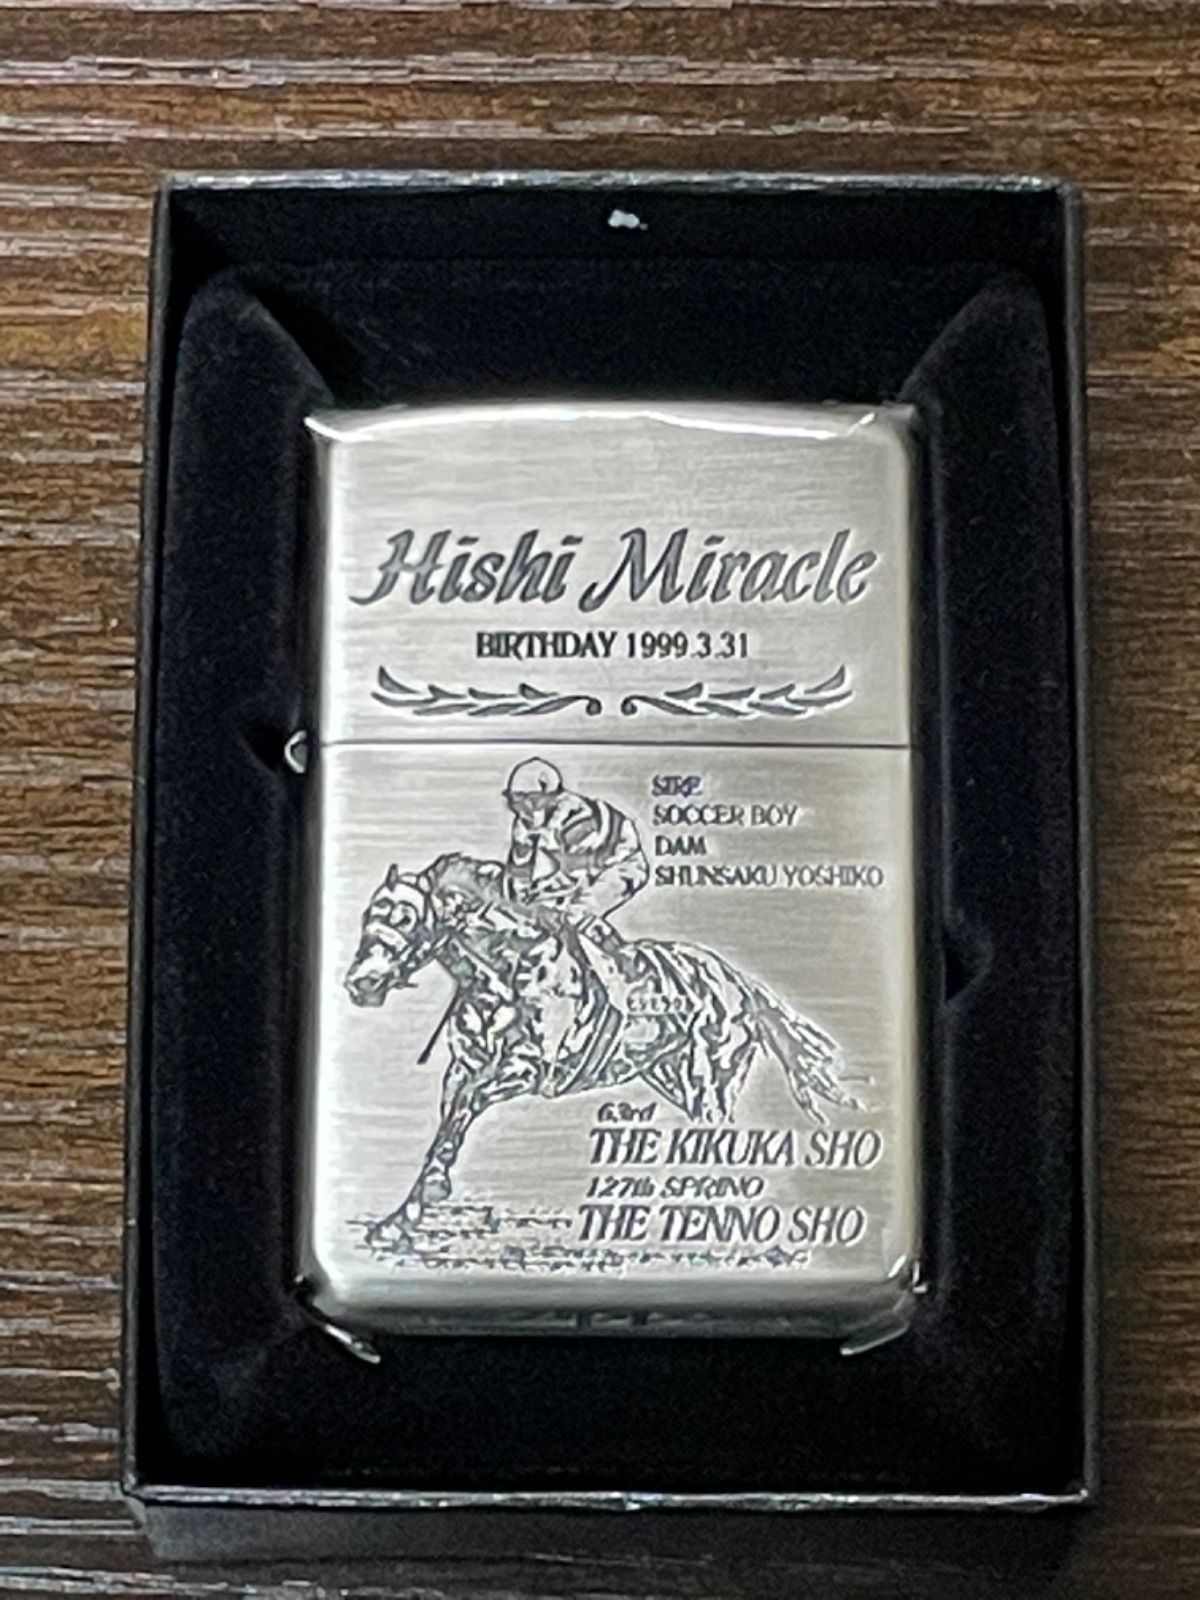 Hishi Miracle
BIRTHDAY 1999.3.31
SIRE
SOCCER BOY
DAM
SHUNSAKU YOSHIKO
63rd
THE KIKUKA SHO
127th SPRING
THE TENNO SHO